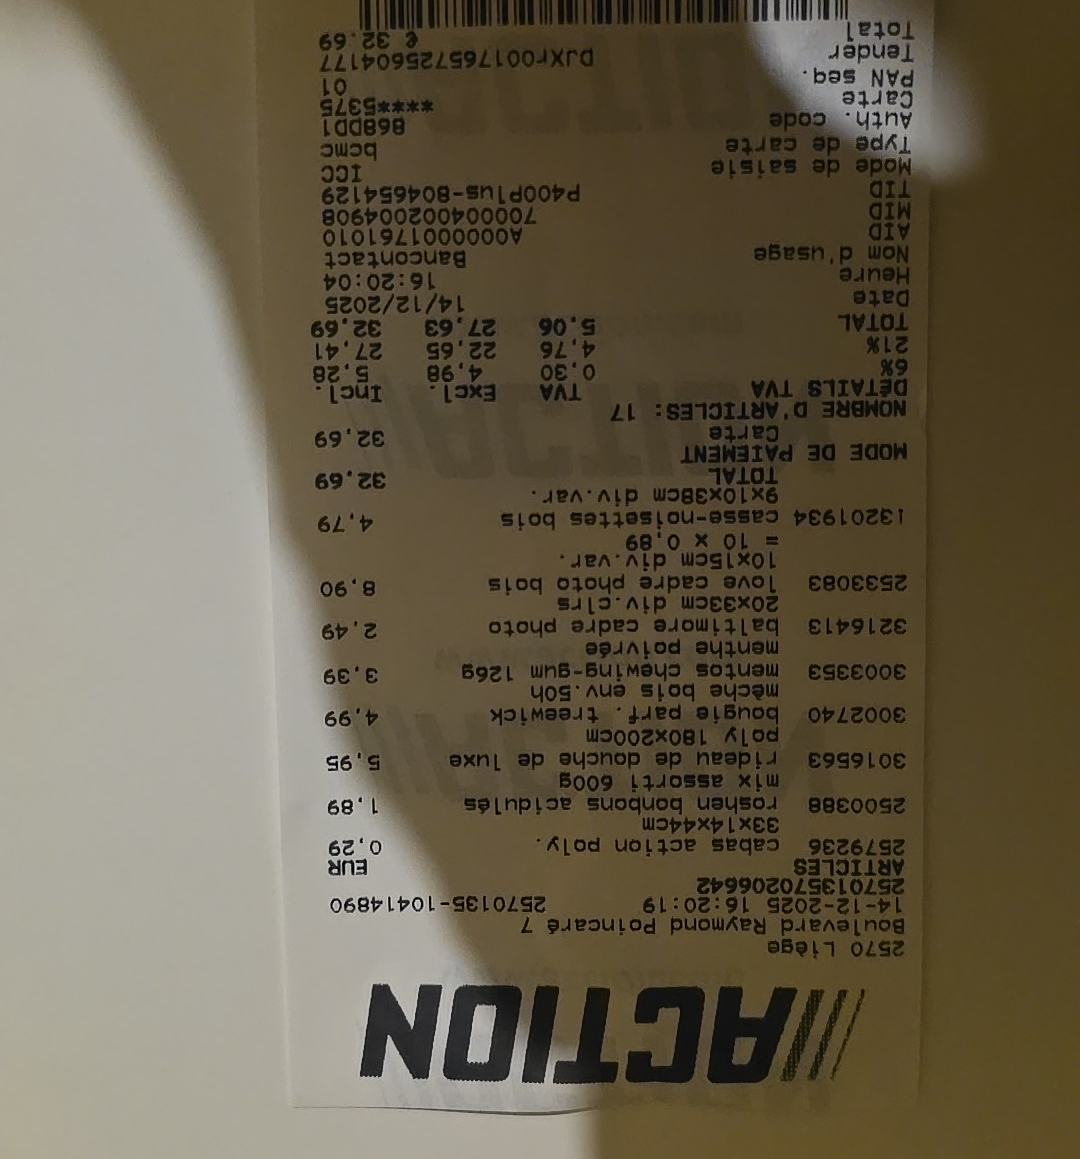 ACTION
2570 Liège
Boulevard Raymond Poincaré 7
14-12-2025 16:20:19 2570135-10414890
2570135702066​42
ARTICLES EUR
2579236 cabas action poly. 0,29
33x14x44cm
2500388 roshen bonbons acidulés 1,89
mix assorti 600g
3016563 rideau de douche de luxe 5,95
poly 180x200cm
3002740 bougie parf. treewick 4,99
mèche bois env.50h
3003353 mentos chewing-gum 126g 3,39
menthe poivrée
3216413 baltimore cadre photo 2,49
20x33cm div.clrs
2533083 love cadre photo bois 8,90
10x15cm div.var.
= 10 x 0,89
13201934 casse-noisettes bois 4,79
9x10x38cm div.var.
TOTAL 32,69
MODE DE PAIEMENT
Carte 32,69
NOMBRE D'ARTICLES: 17
DÉTAILS TVA TVA Excl. Incl.
6% 0,30 4,98 5,28
21% 4,76 22,65 27,41
TOTAL 5,06 27,63 32,69
Date 14/12/2025
Heure 16:20:04
Nom d'usage Bancontact
AID A0000001761010
MID 700004002004908
TID P400Plus-804654129
Mode de saisie ICC
Type de carte bcmc
Auth. code 868DD1
Carte ****5375
PAN seq. 01
Tender DJXr001765725604177
Total € 32.69